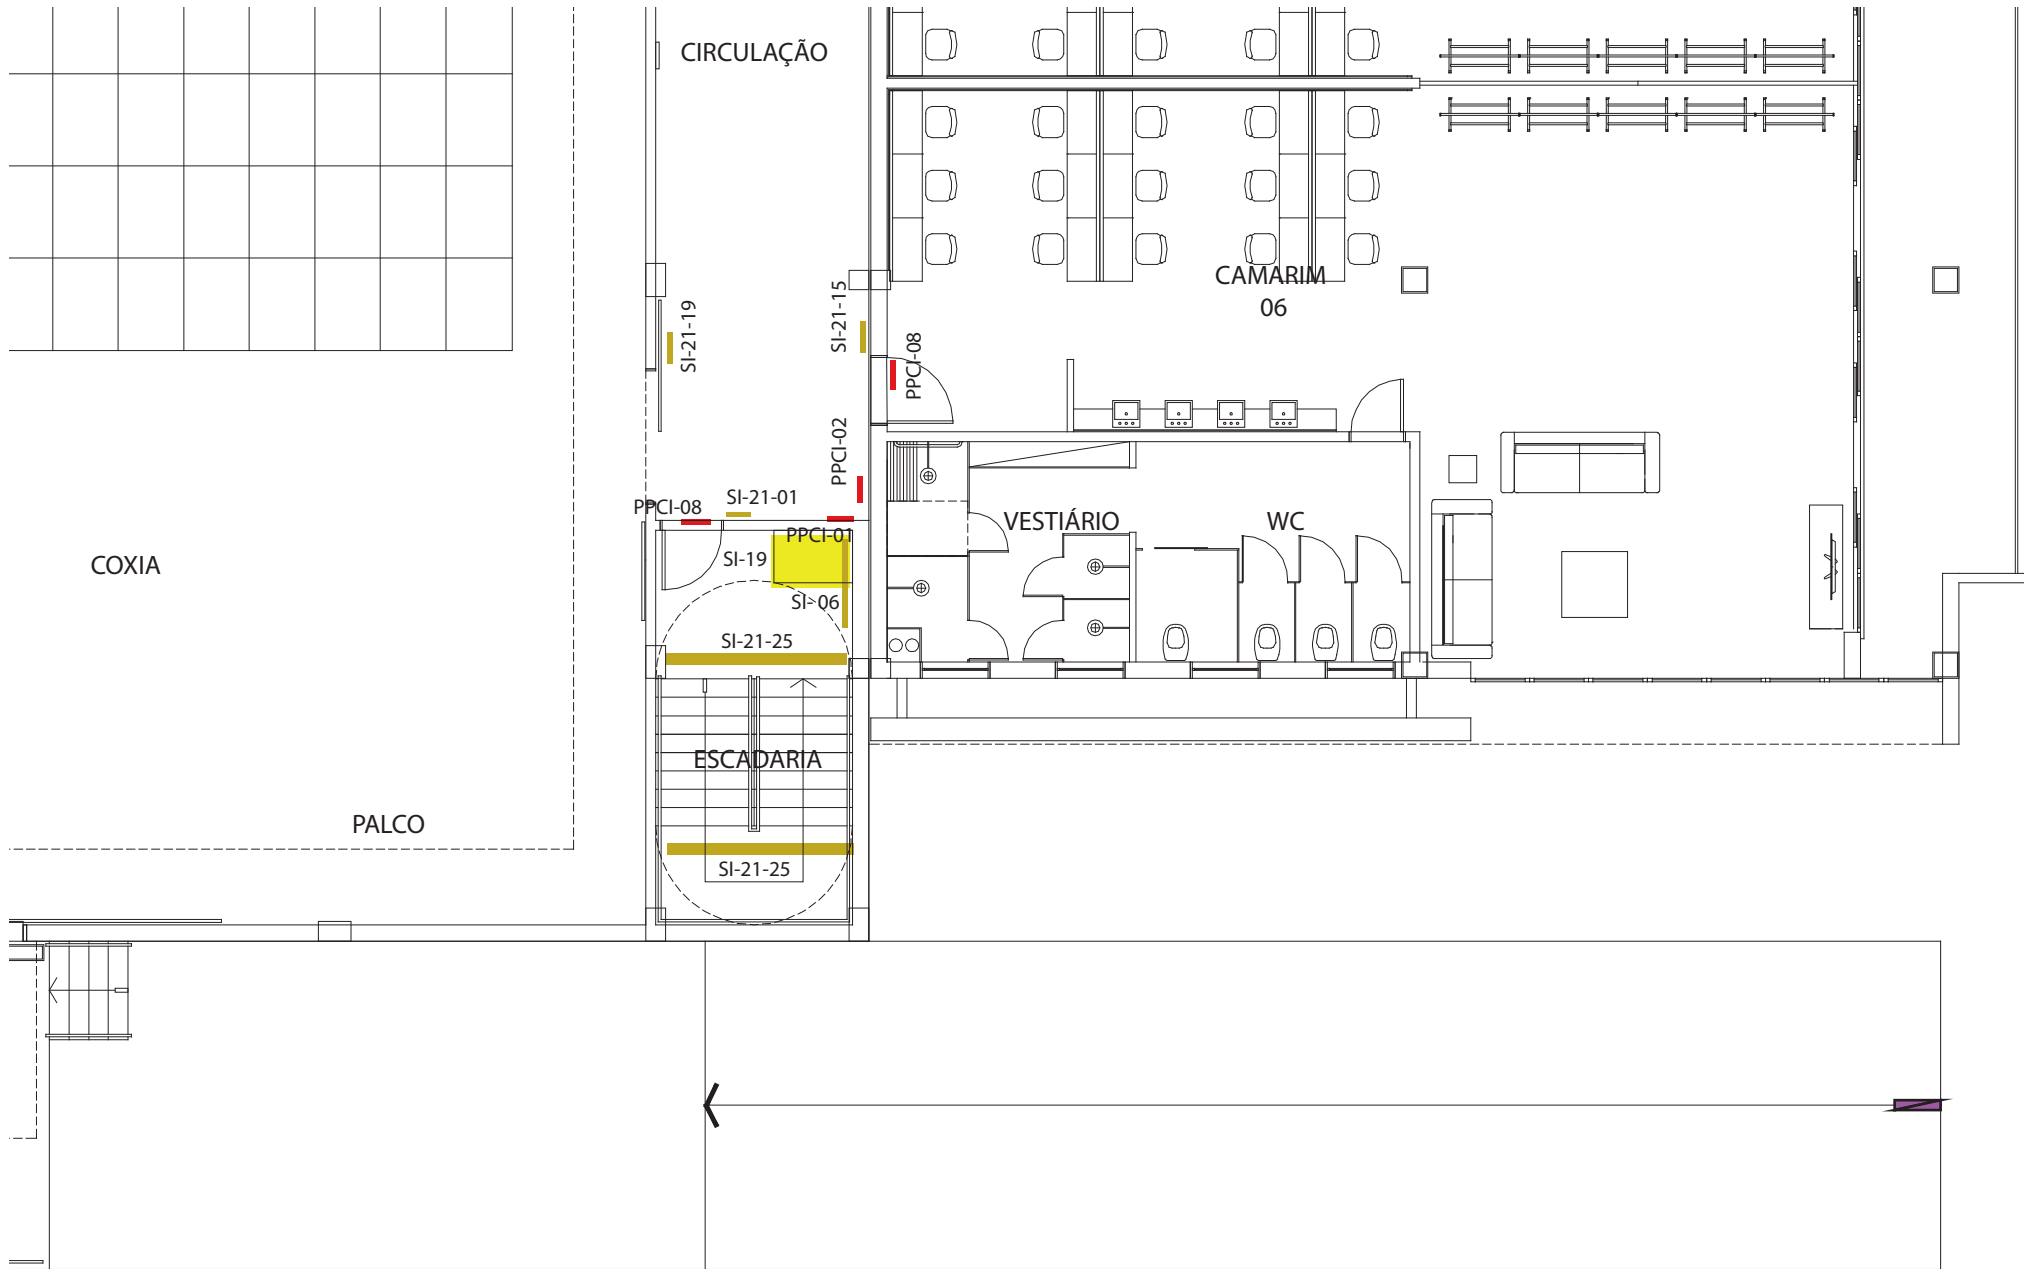 CIRCULAÇÃO
CAMARIM
06
SI-21-15
SI-21-19
PPCI-08
PPCI-02
SI-21-01
PPCI-08
VESTIÁRIO
WC
PPCI-01
SI-19
COXIA
SI-06
SI-21-25
ESCADARIA
PALCO
SI-21-25